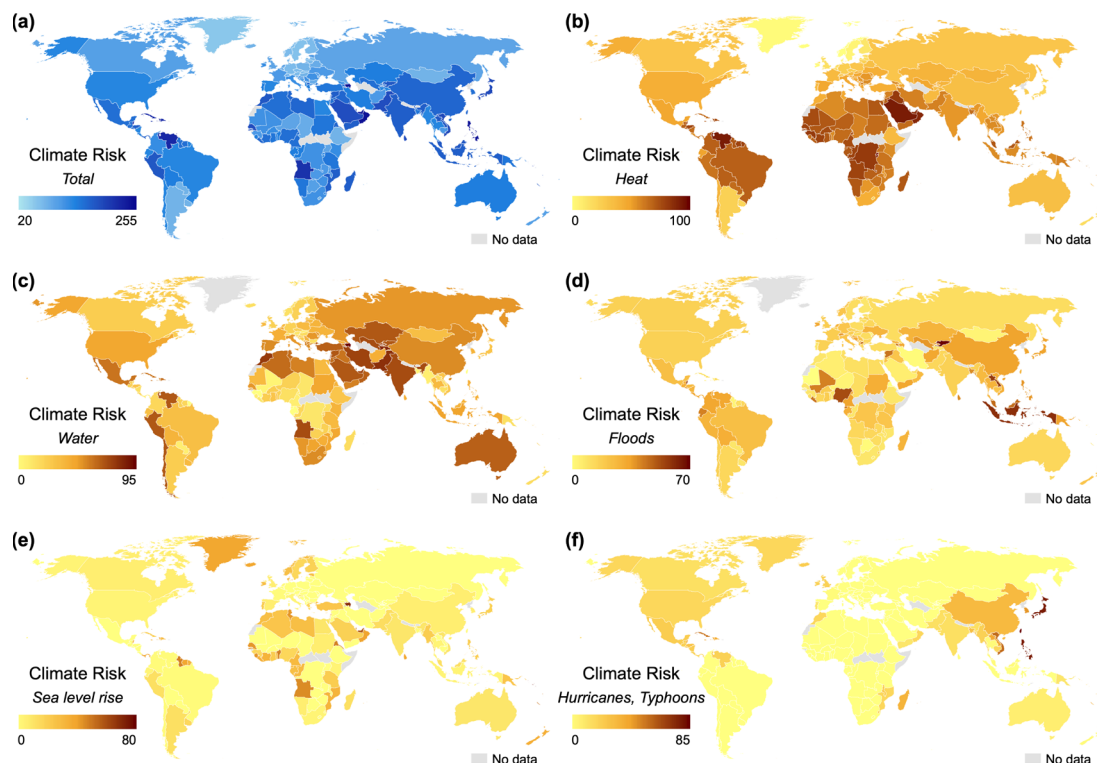 (a)
Climate Risk
Total
20 255
No data
(b)
Climate Risk
Heat
0 100
No data
(c)
Climate Risk
Water
0 95
No data
(d)
Climate Risk
Floods
0 70
No data
(e)
Climate Risk
Sea level rise
0 80
No data
(f)
Climate Risk
Hurricanes, Typhoons
0 85
No data